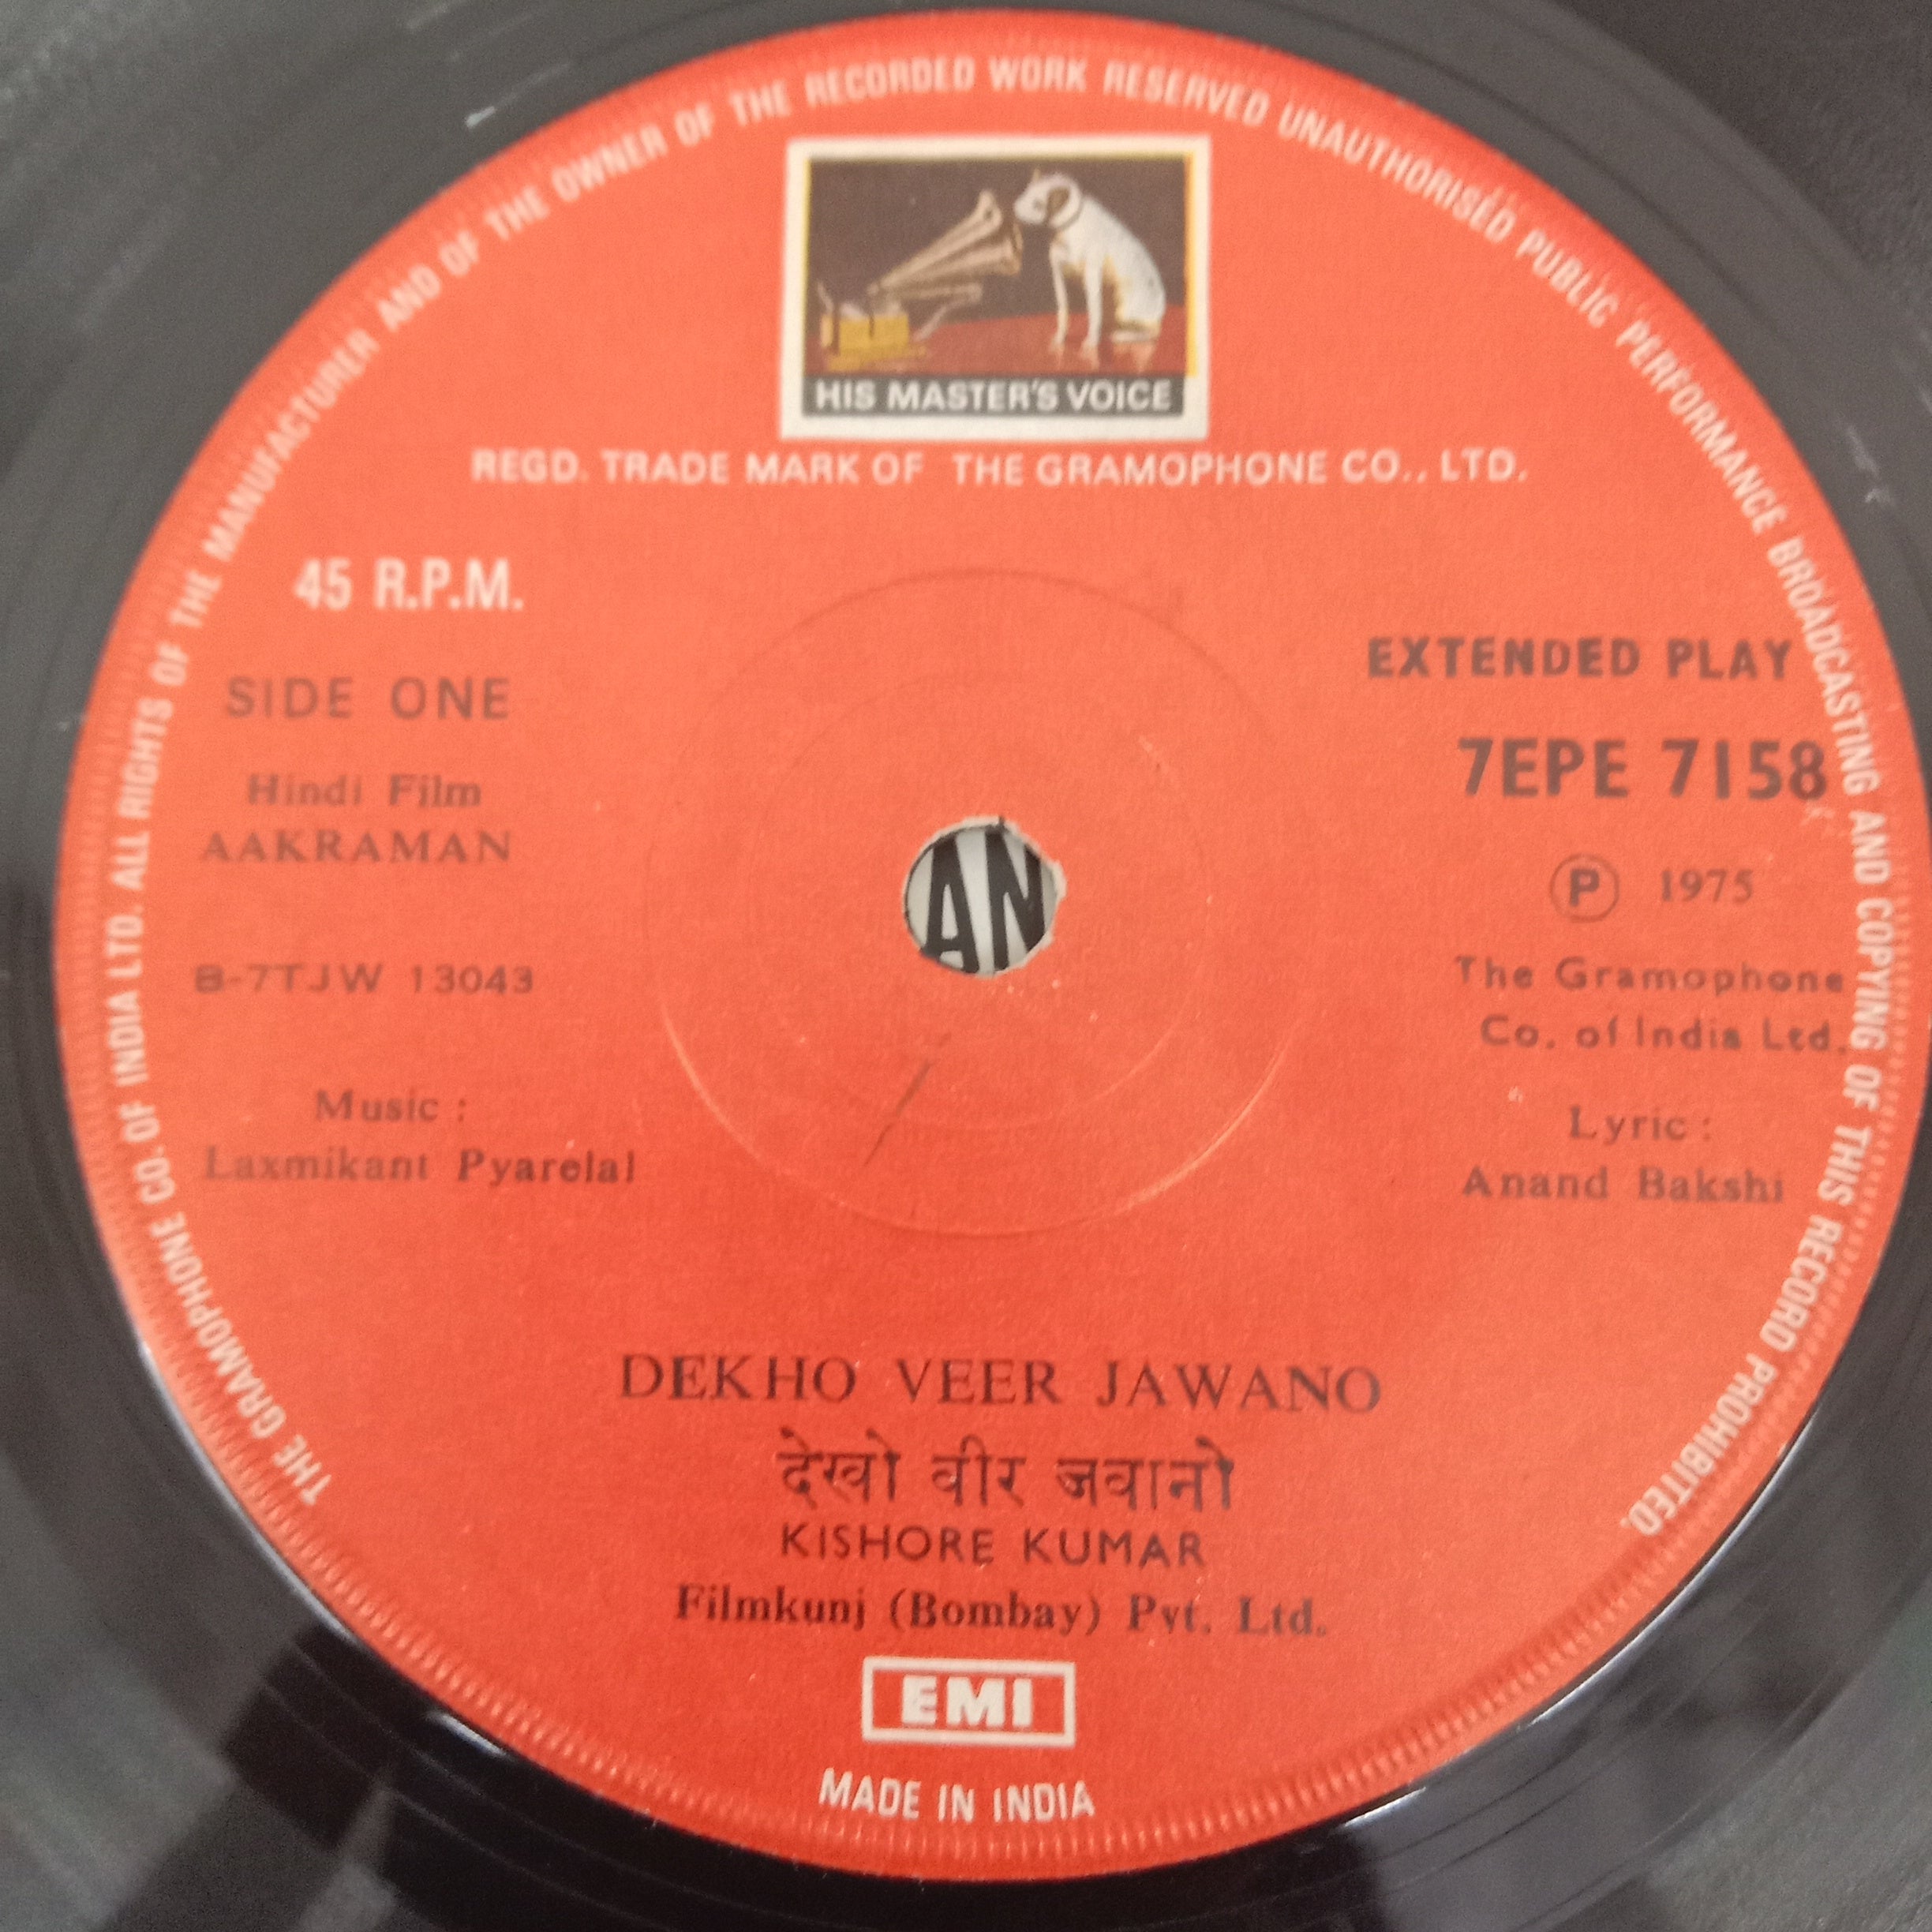 THE GRAMOPHONE CO. OF INDIA LTD. ALL RIGHTS OF THE MANUFACTURER AND OF THE OWNER OF THE RECORDED WORK RESERVED UNAUTHORISED PUBLIC PERFORMANCE BROADCASTING AND COPYING OF THIS RECORD PROHIBITED.
HIS MASTER'S VOICE
REGD. TRADE MARK OF THE GRAMOPHONE CO., LTD.
45 R.P.M.
SIDE ONE
Hindi Film
AAKRAMAN
B-7TJW 13043
Music :
Laxmikant Pyarelal
AN
EXTENDED PLAY
7EPE 7158
Ⓟ 1975
The Gramophone
Co. of India Ltd.
Lyric :
Anand Bakshi
DEKHO VEER JAWANO
देखो वीर जवानो
KISHORE KUMAR
Filmkunj (Bombay) Pvt. Ltd.
EMI
MADE IN INDIA